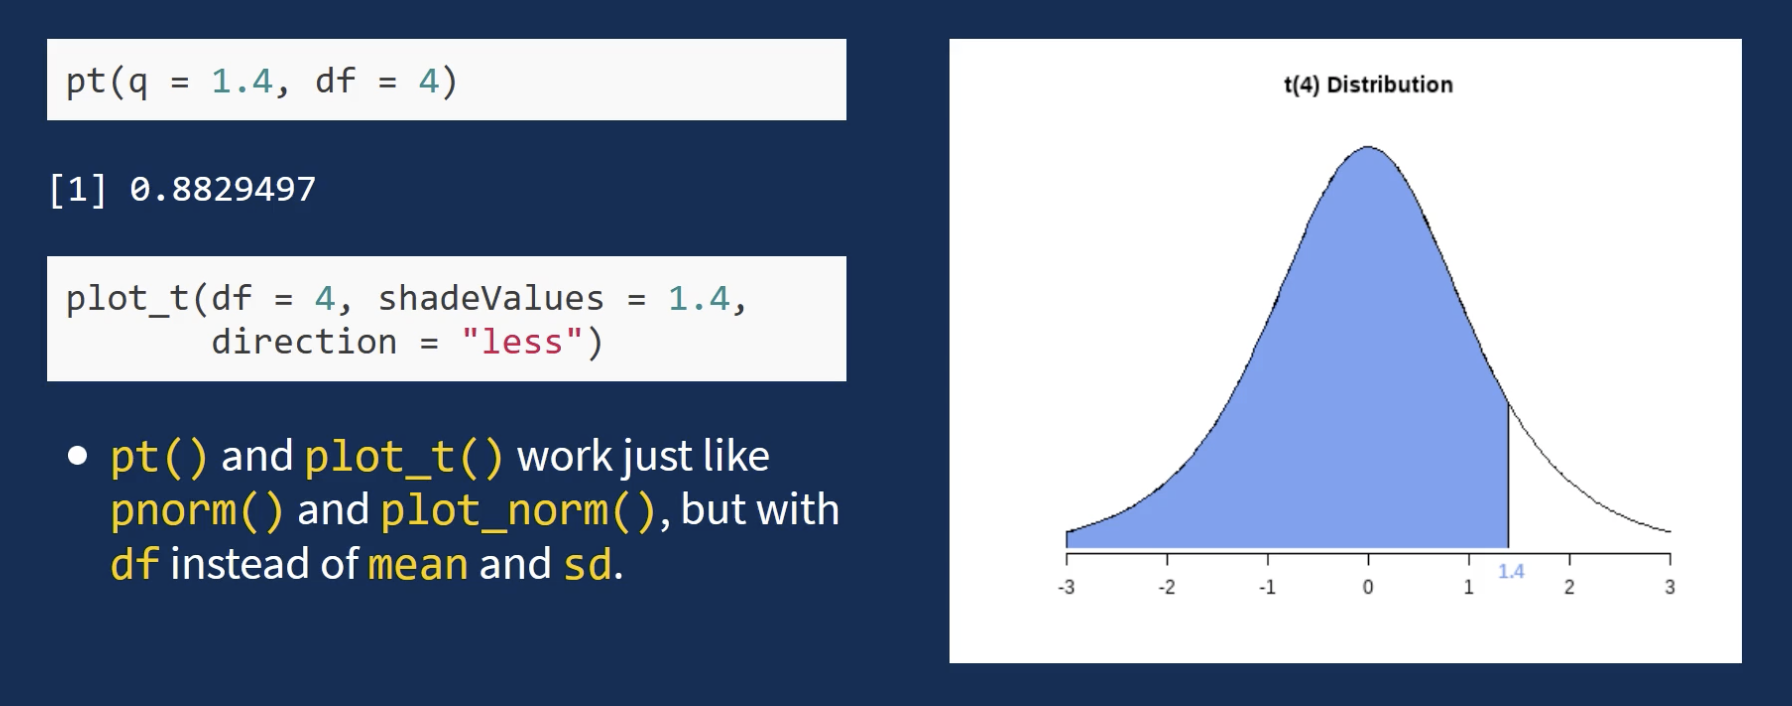 pt(q = 1.4, df = 4)
[1] 0.8829497
plot_t(df = 4, shadeValues = 1.4,
       direction = "less")
• pt() and plot_t() work just like
pnorm() and plot_norm(), but with
df instead of mean and sd.
t(4) Distribution
1.4
-3 -2 -1 0 1 2 3